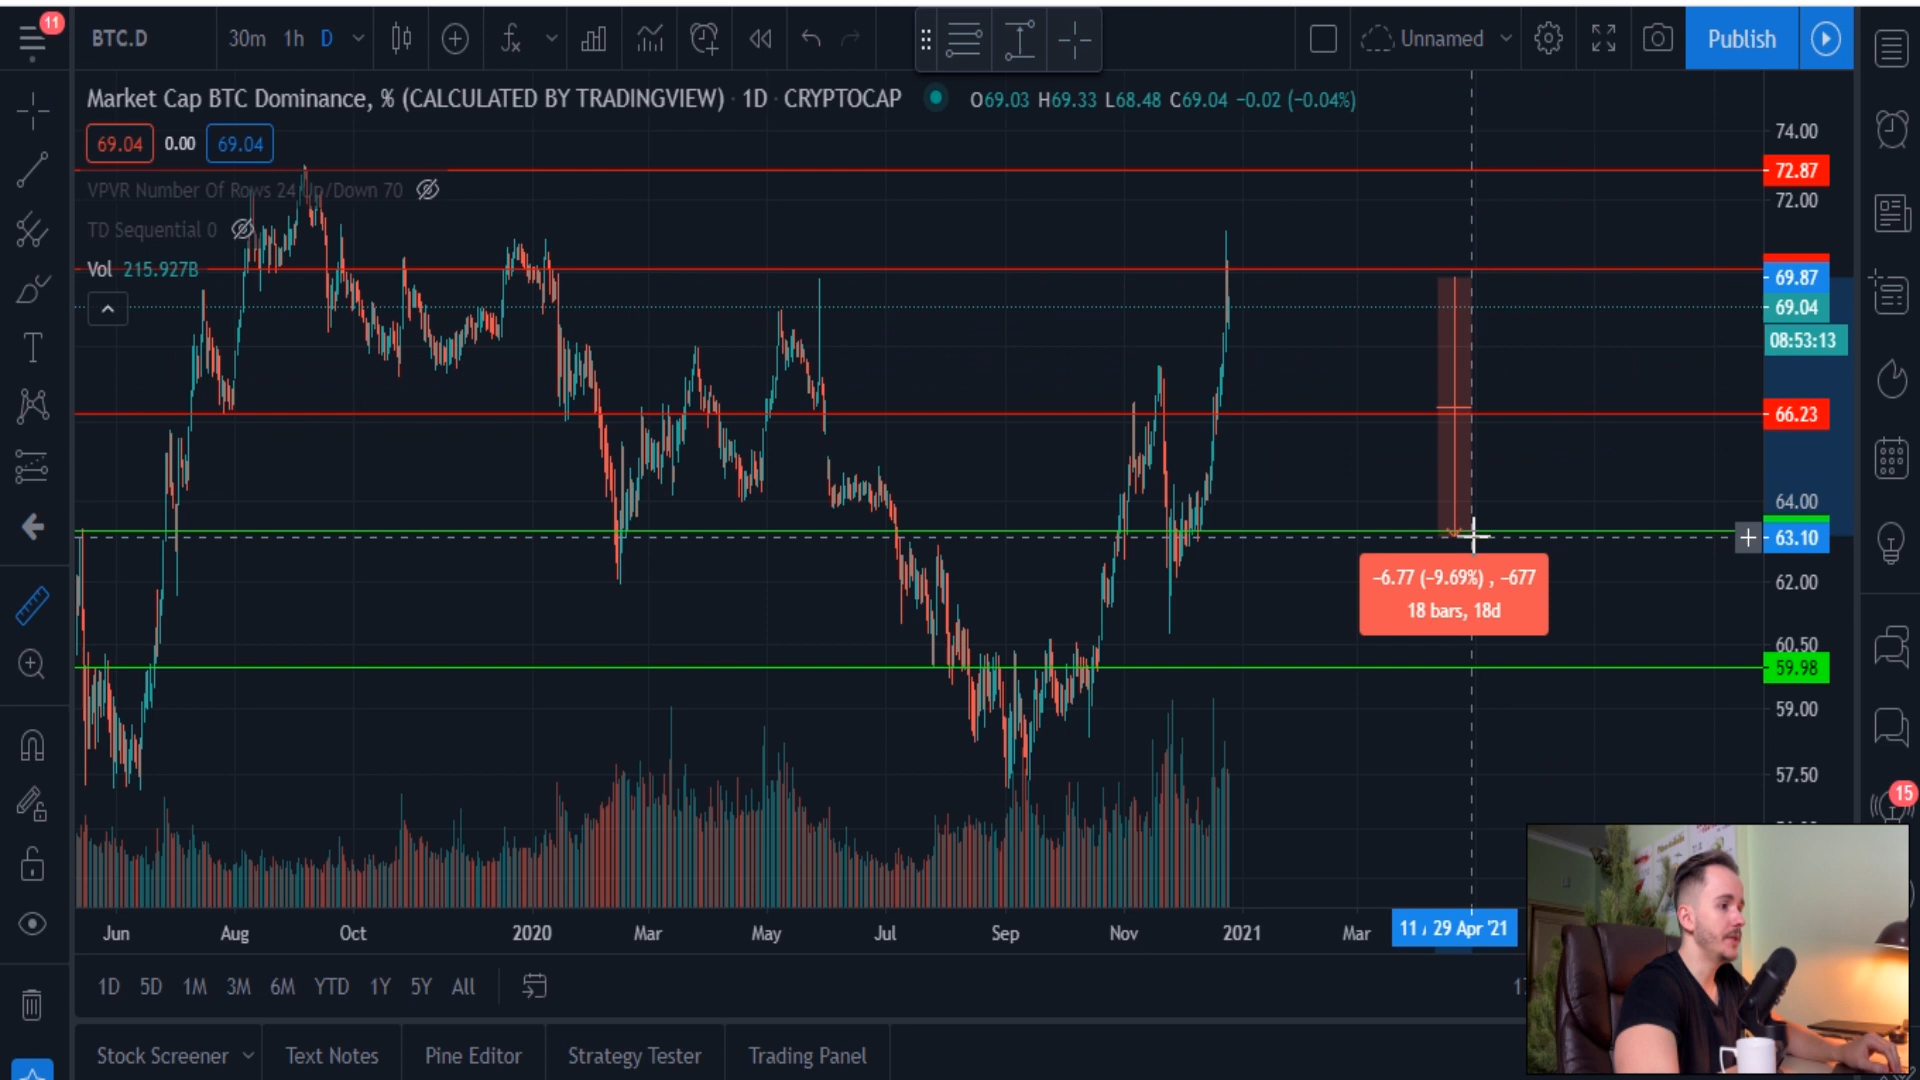 11
BTC.D
30m 1h D
Unnamed
Publish
Market Cap BTC Dominance, % (CALCULATED BY TRADINGVIEW) · 1D · CRYPTOCAP
O69.03 H69.33 L68.48 C69.04 −0.02 (−0.04%)
69.04 0.00 69.04
VPVR Number Of Rows 24 Up/Down 70
TD Sequential 0
Vol 215.927B
74.00
72.87
72.00
69.87
69.04
08:53:13
66.23
64.00
63.10
62.00
60.50
59.98
59.00
57.50
−6.77 (−9.69%) , −677
18 bars, 18d
15
Jun Aug Oct 2020 Mar May Jul Sep Nov 2021 Mar 11 29 Apr '21
1D 5D 1M 3M 6M YTD 1Y 5Y All
Stock Screener Text Notes Pine Editor Strategy Tester Trading Panel